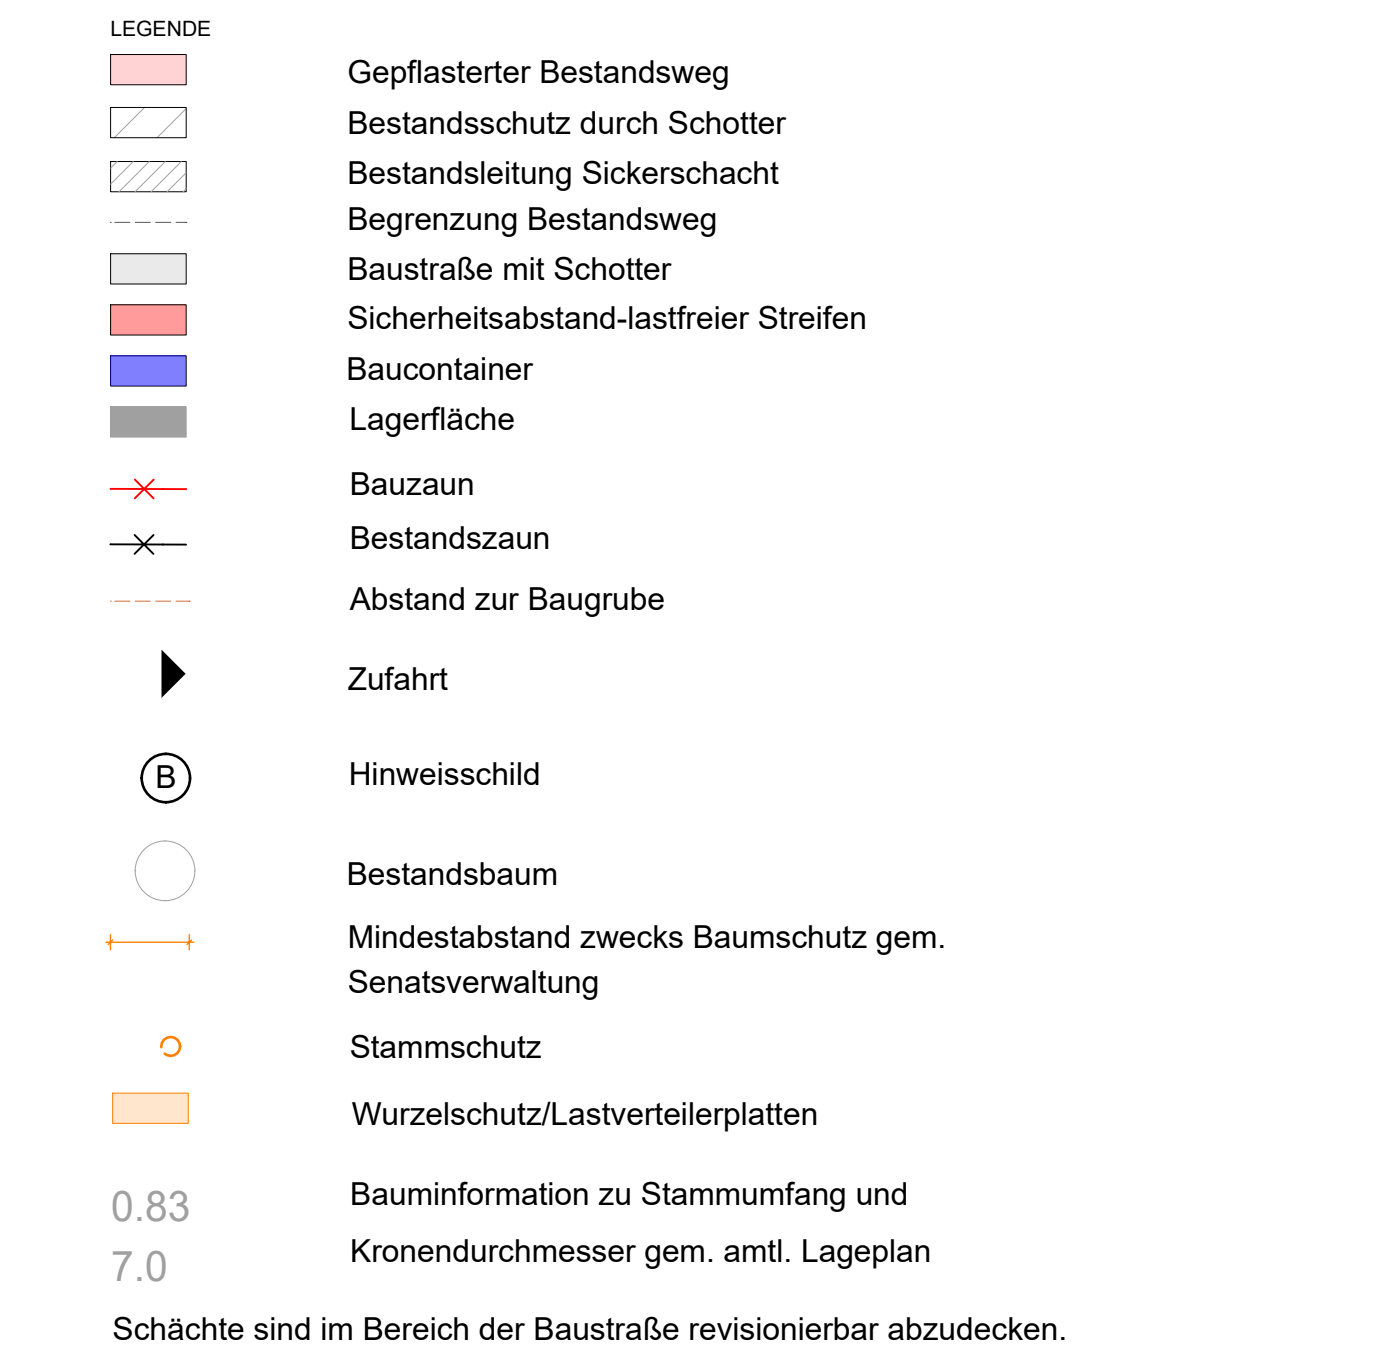 LEGENDE
Gepflasterter Bestandsweg
Bestandsschutz durch Schotter
Bestandsleitung Sickerschacht
Begrenzung Bestandsweg
Baustraße mit Schotter
Sicherheitsabstand-lastfreier Streifen
Baucontainer
Lagerfläche
Bauzaun
Bestandszaun
Abstand zur Baugrube
Zufahrt
B Hinweisschild
Bestandsbaum
Mindestabstand zwecks Baumschutz gem.
Senatsverwaltung
Stammschutz
Wurzelschutz/Lastverteilerplatten
0.83 Bauminformation zu Stammumfang und
7.0 Kronendurchmesser gem. amtl. Lageplan
Schächte sind im Bereich der Baustraße revisionierbar abzudecken.